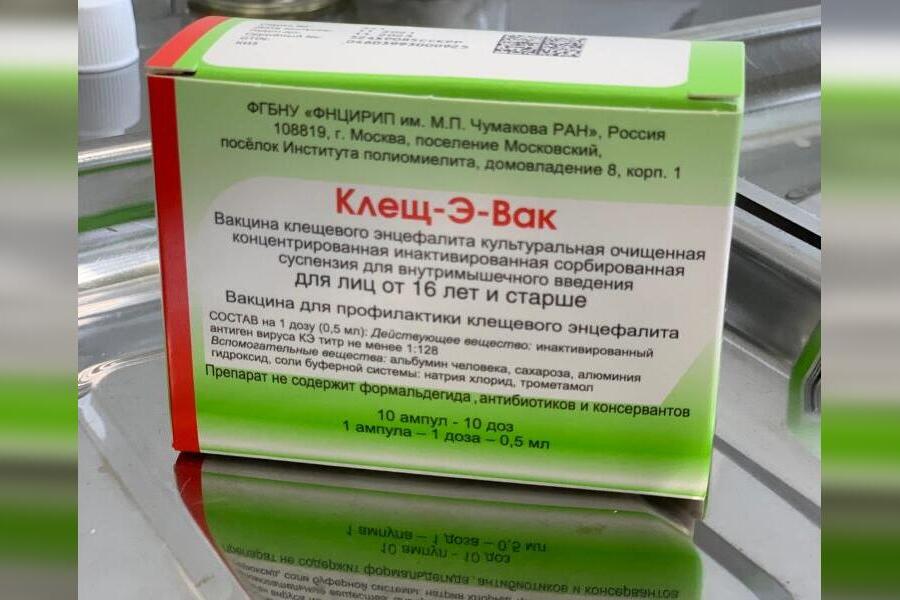 GTIN:
04603993000925
ФГБНУ «ФНЦИРИП им. М.П. Чумакова РАН», Россия
108819, г. Москва, поселение Московский,
посёлок Института полиомиелита, домовладение 8, корп. 1
Клещ-Э-Вак
Вакцина клещевого энцефалита культуральная очищенная
концентрированная инактивированная сорбированная
суспензия для внутримышечного введения
для лиц от 16 лет и старше
Вакцина для профилактики клещевого энцефалита
СОСТАВ на 1 дозу (0,5 мл): Действующее вещество: инактивированный
антиген вируса КЭ титр не менее 1:128
Вспомогательные вещества: альбумин человека, сахароза, алюминия
гидроксид, соли буферной системы: натрия хлорид, трометамол
Препарат не содержит формальдегида ,антибиотиков и консервантов
10 ампул - 10 доз
1 ампула – 1 доза – 0,5 мл